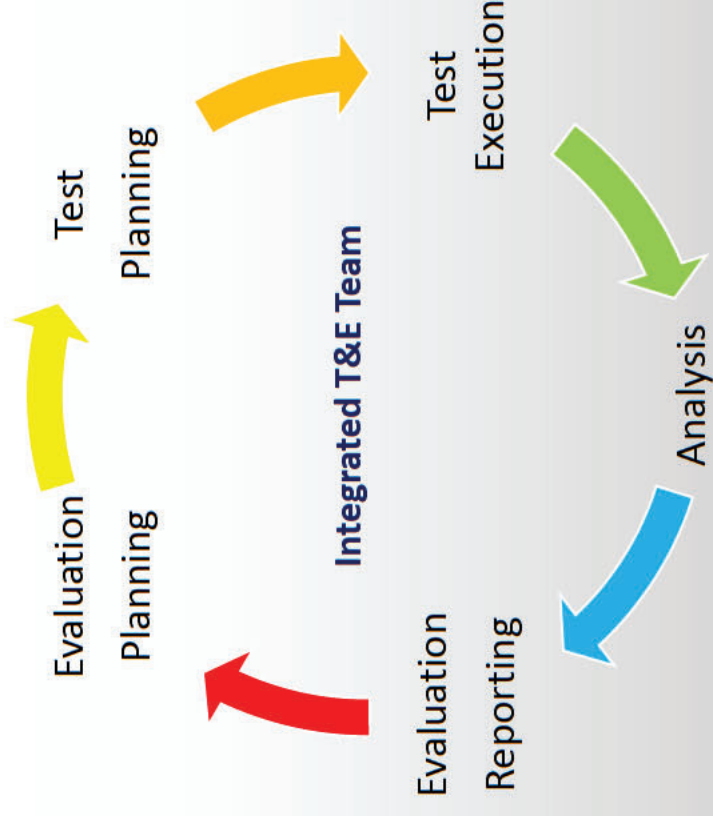 Evaluation
Planning
Test
Planning
Integrated T&E Team
Evaluation
Reporting
Test
Execution
Analysis